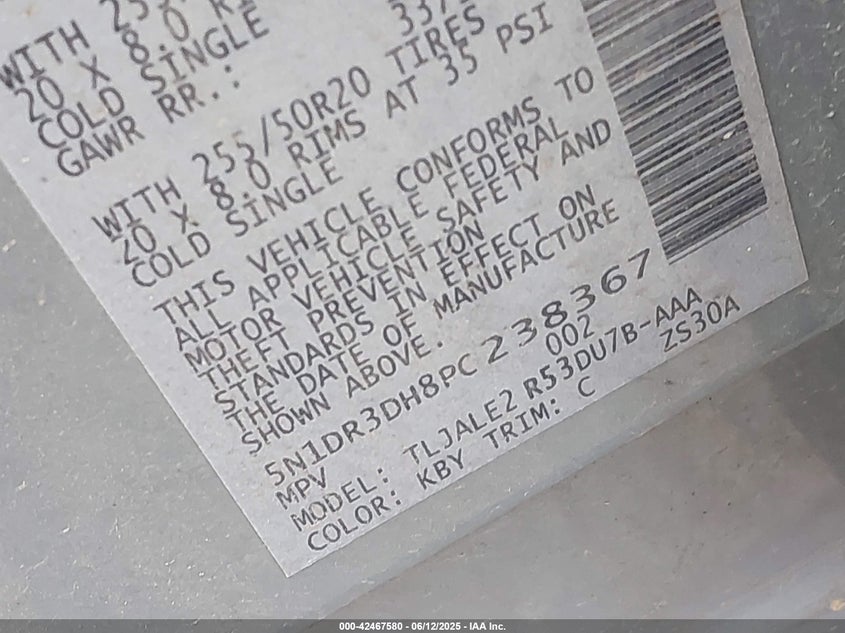 WITH 25
20 X 8.0 R
COLD SINGLE
GAWR RR.: 337
WITH 255/50R20 TIRES
20 X 8.0 RIMS AT 35 PSI
COLD SINGLE
THIS VEHICLE CONFORMS TO
ALL APPLICABLE FEDERAL
MOTOR VEHICLE SAFETY AND
THEFT PREVENTION
STANDARDS IN EFFECT ON
THE DATE OF MANUFACTURE
SHOWN ABOVE.
5N1DR3DH8PC238367
MPV 002
MODEL: TLJALE2 R53DU7B-AAA
COLOR: KBY TRIM: C ZS30A
000-42467580 - 06/12/2025 - IAA Inc.